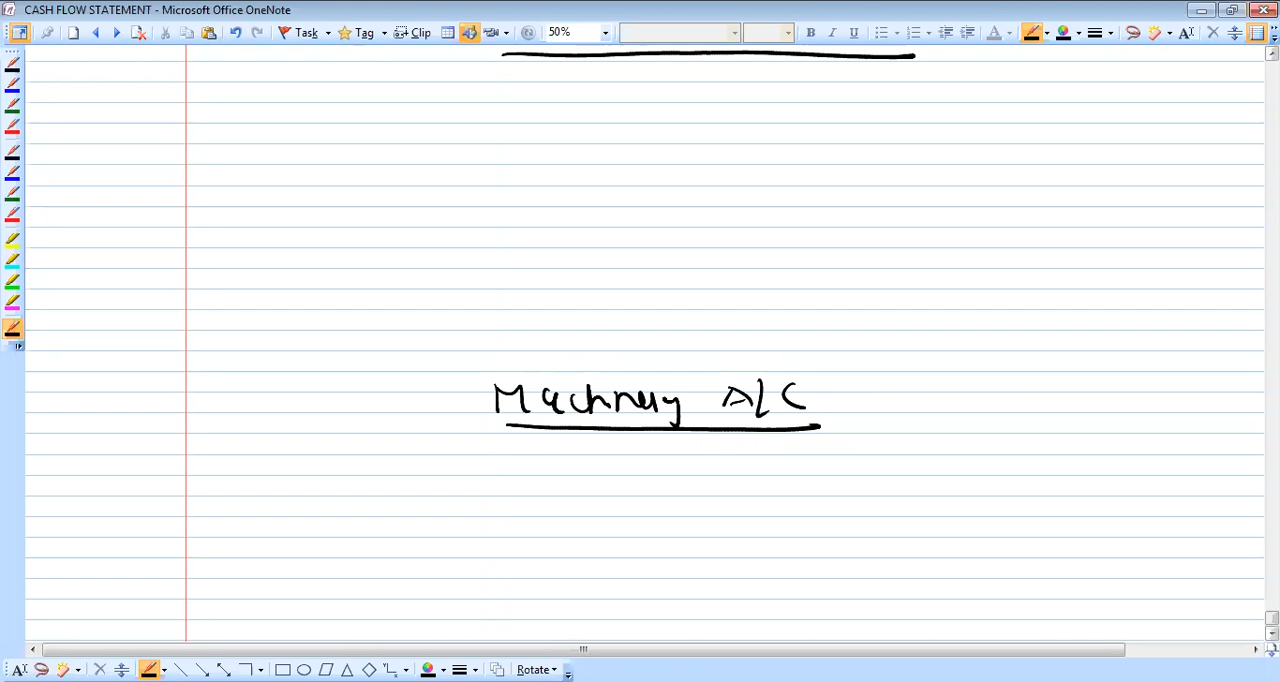 CASH FLOW STATEMENT - Microsoft Office OneNote
Task Tag Clip 50% B I U A
Machinery A/C
Rotate